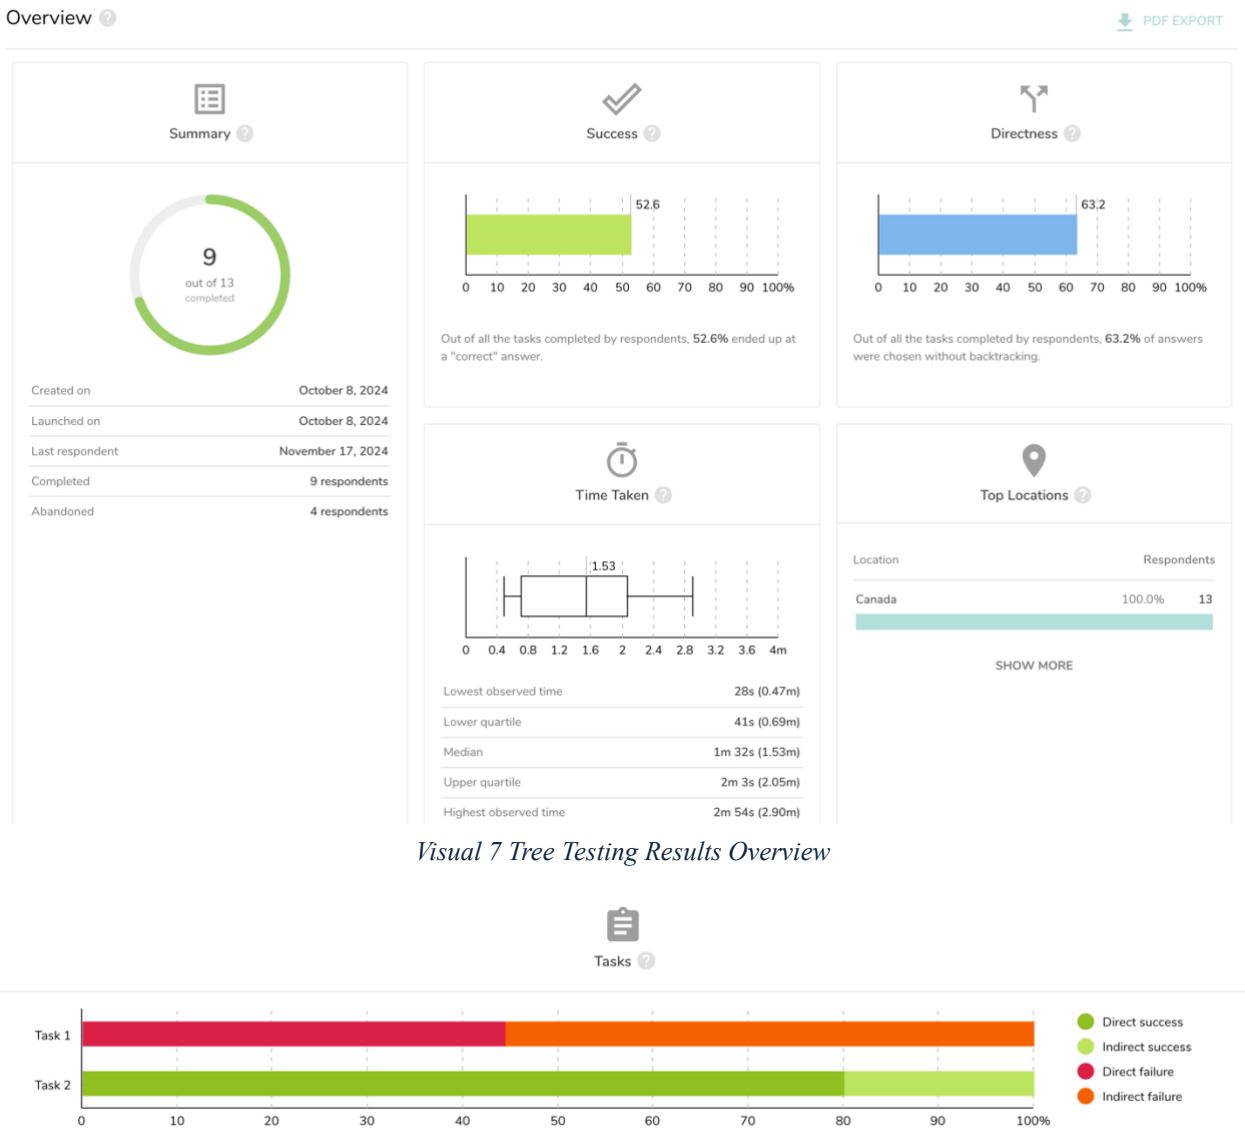 Overview ?
PDF EXPORT
Summary ?
9
out of 13
completed
Created on October 8, 2024
Launched on October 8, 2024
Last respondent November 17, 2024
Completed 9 respondents
Abandoned 4 respondents
Success ?
52.6
0 10 20 30 40 50 60 70 80 90 100%
Out of all the tasks completed by respondents, 52.6% ended up at
a "correct" answer.
Directness ?
63.2
0 10 20 30 40 50 60 70 80 90 100%
Out of all the tasks completed by respondents, 63.2% of answers
were chosen without backtracking.
Time Taken ?
1.53
0 0.4 0.8 1.2 1.6 2 2.4 2.8 3.2 3.6 4m
Lowest observed time 28s (0.47m)
Lower quartile 41s (0.69m)
Median 1m 32s (1.53m)
Upper quartile 2m 3s (2.05m)
Highest observed time 2m 54s (2.90m)
Top Locations ?
Location Respondents
Canada 100.0% 13
SHOW MORE
Visual 7 Tree Testing Results Overview
Tasks ?
Task 1
Task 2
0 10 20 30 40 50 60 70 80 90 100%
Direct success
Indirect success
Direct failure
Indirect failure